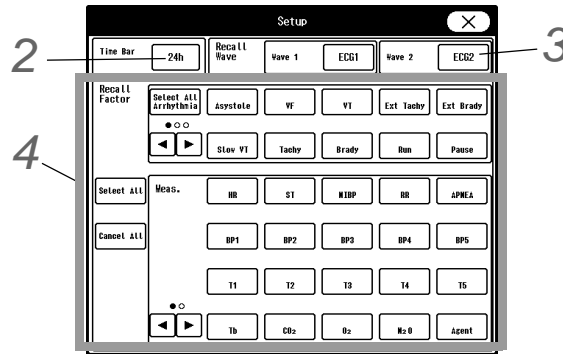 Setup
2
Time Bar
24h
Recall
Wave
Wave 1
ECG1
Wave 2
ECG2
3
4
Recall
Factor
Select All
Arrhythmia
Asystole
VF
VT
Ext Tachy
Ext Brady
Slow VT
Tachy
Brady
Run
Pause
Select All
Cancel All
Meas.
HR
ST
NIBP
RR
APNEA
BP1
BP2
BP3
BP4
BP5
T1
T2
T3
T4
T5
Tb
CO₂
O₂
N₂O
Agent